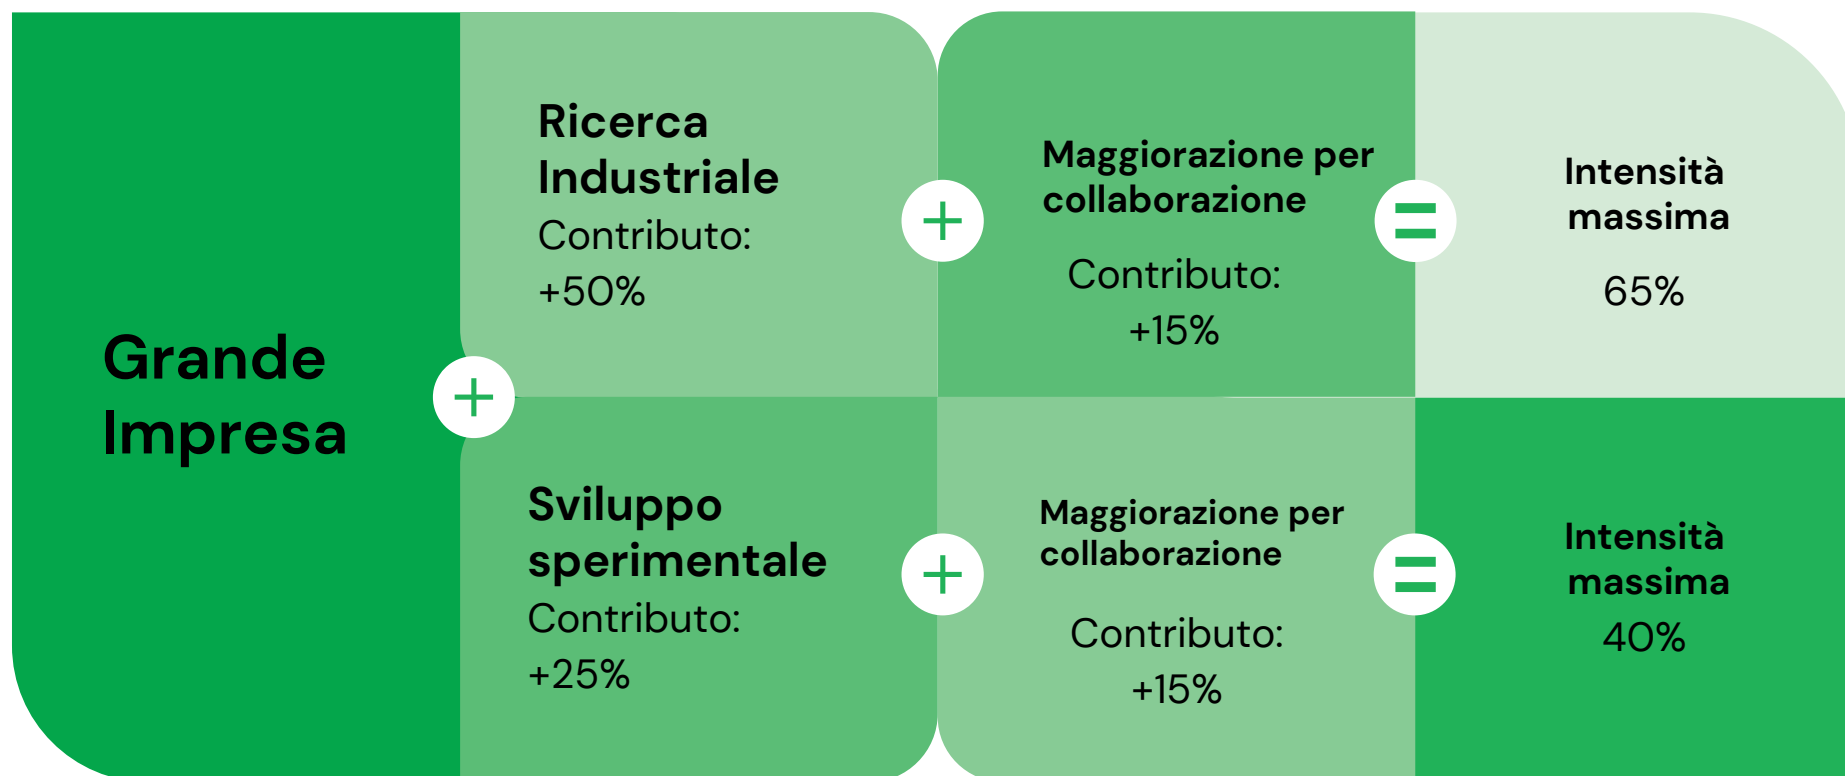 Grande
Impresa
+
Ricerca
Industriale
Contributo:
+50%
+
Maggiorazione per
collaborazione
Contributo:
+15%
=
Intensità
massima
65%
Sviluppo
sperimentale
Contributo:
+25%
+
Maggiorazione per
collaborazione
Contributo:
+15%
=
Intensità
massima
40%